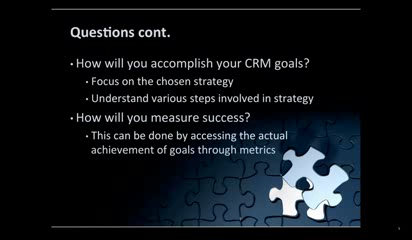 Questions cont.
• How will you accomplish your CRM goals?
• Focus on the chosen strategy
• Understand various steps involved in strategy
• How will you measure success?
• This can be done by accessing the actual
achievement of goals through metrics